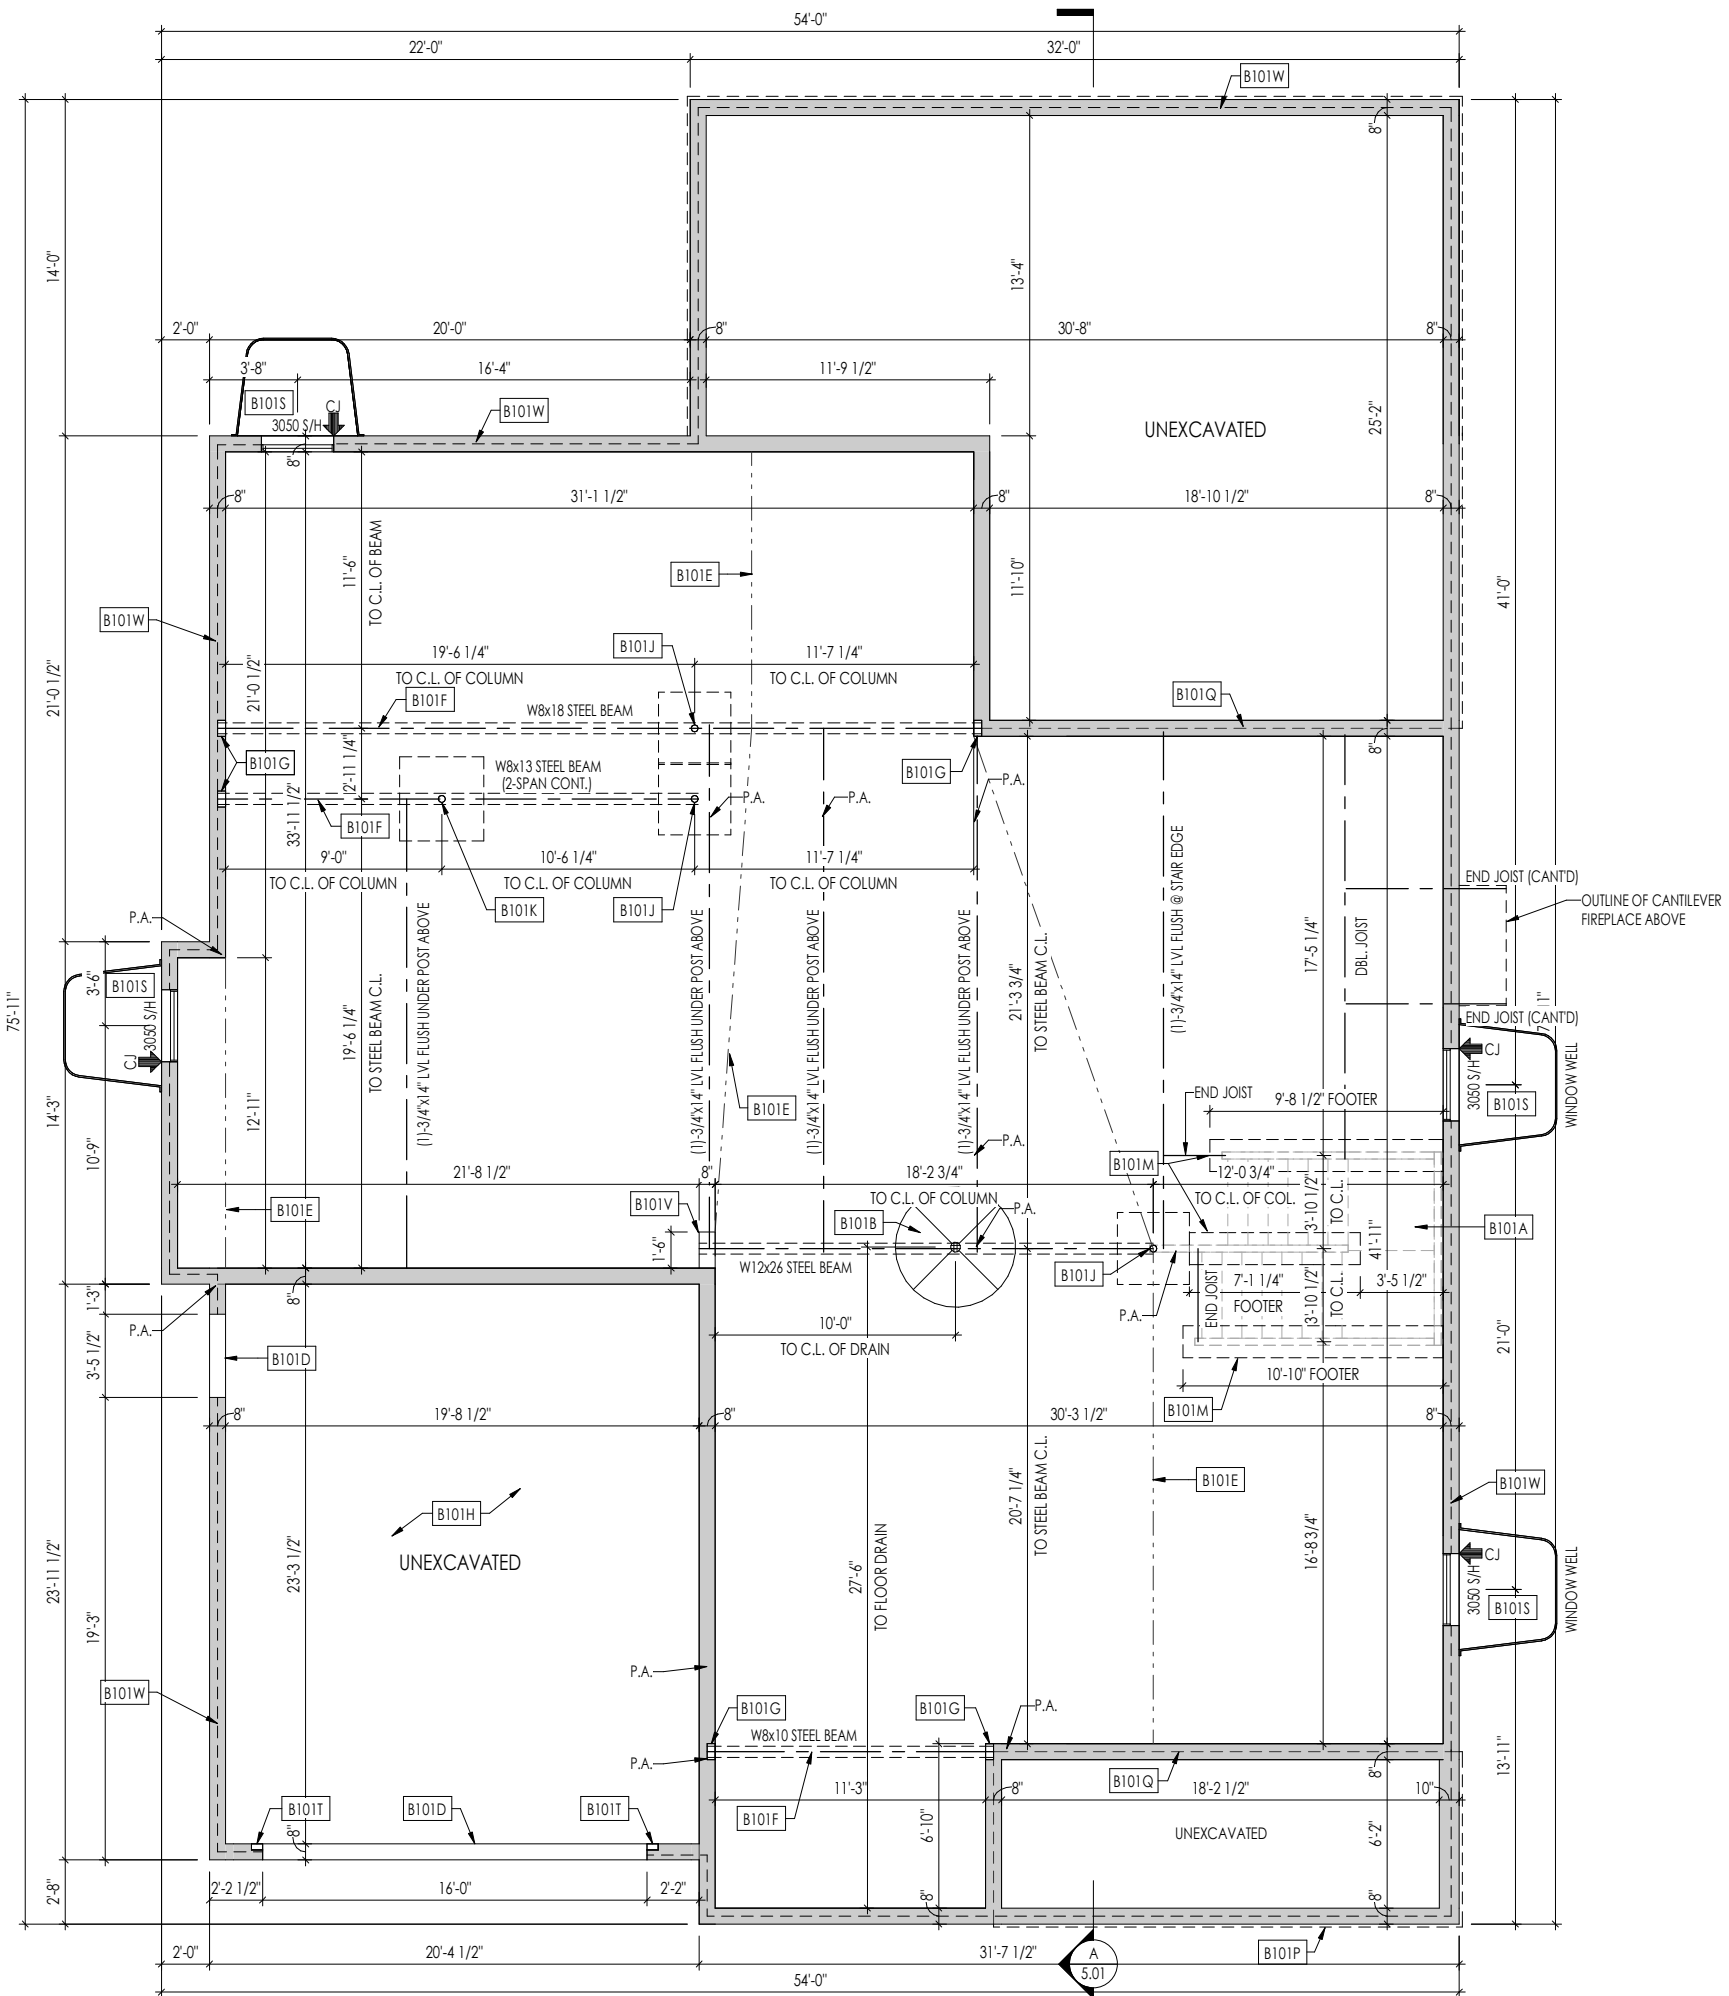 54'-0"
22'-0"
32'-0"
B101W
8"
14'-0"
13'-4"
2'-0"
20'-0"
8"
30'-8"
8"
3'-8"
16'-4"
11'-9 1/2"
B101S
CJ
3050 S/H
B101W
25'-2"
UNEXCAVATED
8"
8"
31'-1 1/2"
8"
18'-10 1/2"
8"
11'-6"
TO C.L. OF BEAM
B101E
11'-10"
41'-0"
B101W
21'-0 1/2"
21'-0 1/2"
19'-6 1/4"
TO C.L. OF COLUMN
B101J
11'-7 1/4"
TO C.L. OF COLUMN
B101F
W8x18 STEEL BEAM
B101Q
8"
B101G
2'-11 1/4"
W8x13 STEEL BEAM
(2-SPAN CONT.)
B101G
P.A.
P.A.
P.A.
33'-11 1/2"
B101F
9'-0"
TO C.L. OF COLUMN
10'-6 1/4"
TO C.L. OF COLUMN
11'-7 1/4"
TO C.L. OF COLUMN
B101K
B101J
P.A.
(1)-3/4"x14" LVL FLUSH UNDER POST ABOVE
(1)-3/4"x14" LVL FLUSH UNDER POST ABOVE
(1)-3/4"x14" LVL FLUSH UNDER POST ABOVE
(1)-3/4"x14" LVL FLUSH UNDER POST ABOVE
(1)-3/4"x14" LVL FLUSH @ STAIR EDGE
21'-3 3/4"
TO STEEL BEAM C.L.
17'-5 1/4"
DBL. JOIST
END JOIST (CANT'D)
OUTLINE OF CANTILEVER
FIREPLACE ABOVE
END JOIST (CANT'D)
75'-11"
3'-6"
B101S
3050 S/H
CJ
19'-6 1/4"
TO STEEL BEAM C.L.
14'-3"
12'-11"
10'-9"
B101E
CJ
3050 S/H
B101S
WINDOW WELL
END JOIST
9'-8 1/2" FOOTER
P.A.
B101M
21'-8 1/2"
8"
18'-2 3/4"
TO C.L. OF COLUMN
12'-0 3/4"
TO C.L. OF COL.
B101E
B101V
B101B
P.A.
3'-10 1/2"
TO C.L.
41'-11"
B101A
1'-6"
W12x26 STEEL BEAM
B101J
7'-1 1/4"
FOOTER
3'-5 1/2"
END JOIST
3'-10 1/2"
TO C.L.
P.A.
8"
1'-3"
P.A.
3'-5 1/2"
B101D
10'-0"
TO C.L. OF DRAIN
21'-0"
10'-10" FOOTER
B101M
8"
19'-8 1/2"
8"
30'-3 1/2"
8"
B101E
B101W
20'-7 1/4"
TO STEEL BEAM C.L.
B101H
UNEXCAVATED
23'-11 1/2"
23'-3 1/2"
27'-6"
TO FLOOR DRAIN
16'-8 3/4"
CJ
3050 S/H
B101S
WINDOW WELL
19'-3"
P.A.
B101W
B101G
B101G
P.A.
W8x10 STEEL BEAM
P.A.
B101Q
8"
13'-11"
B101T
B101D
B101T
11'-3"
8"
18'-2 1/2"
10"
B101F
8"
6'-10"
UNEXCAVATED
6'-2"
2'-8"
2'-2 1/2"
16'-0"
2'-2"
8"
8"
2'-0"
20'-4 1/2"
31'-7 1/2"
A
5.01
B101P
54'-0"